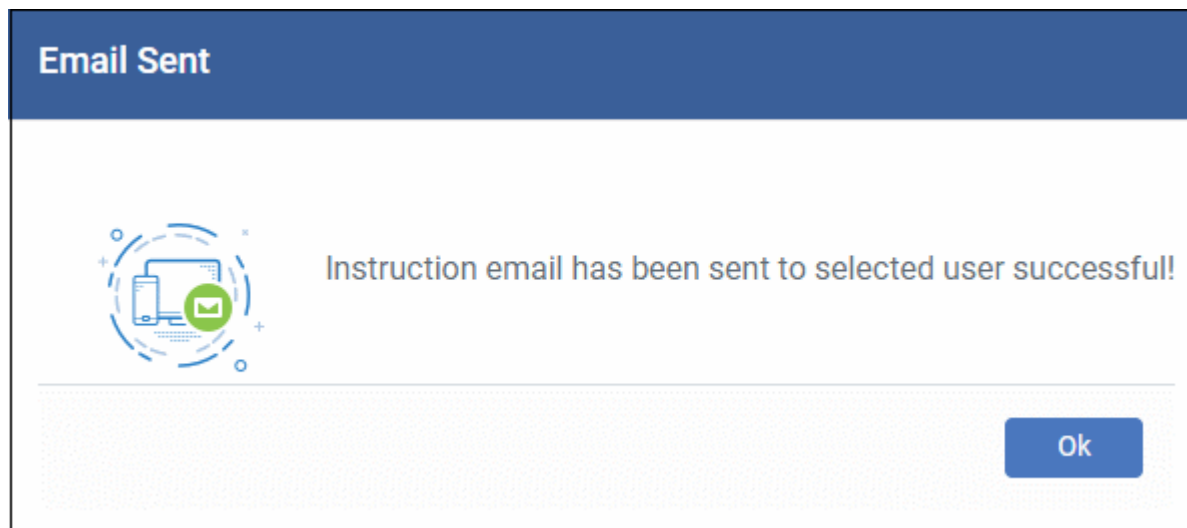 Email Sent
Instruction email has been sent to selected user successful!
Ok